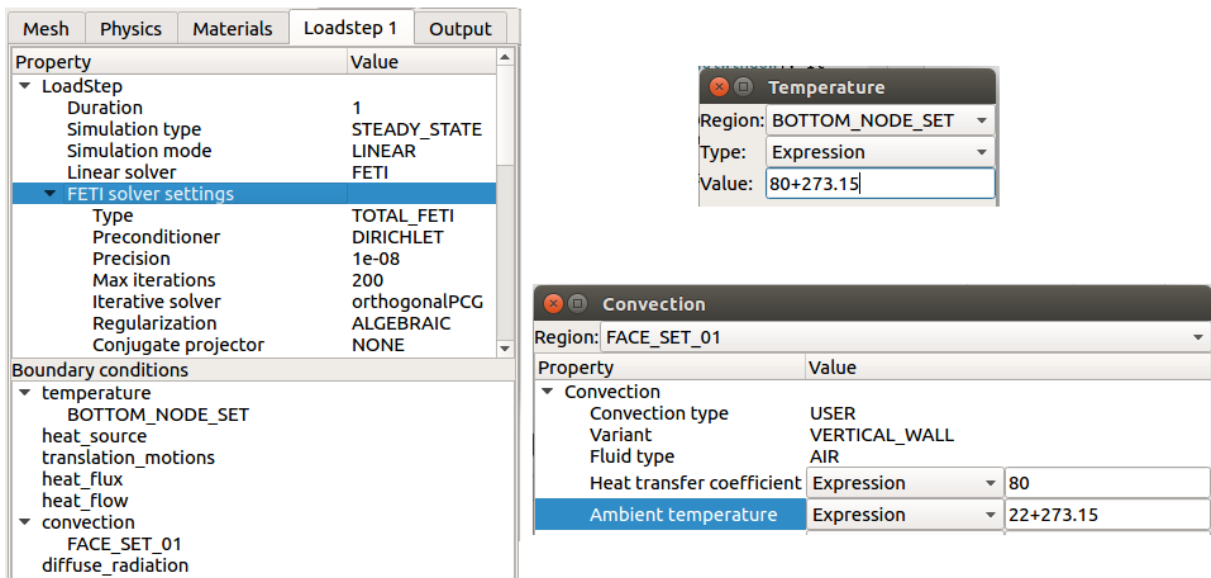 Mesh Physics Materials Loadstep 1 Output
Property Value
LoadStep
Duration 1
Simulation type STEADY_STATE
Simulation mode LINEAR
Linear solver FETI
FETI solver settings
Type TOTAL_FETI
Preconditioner DIRICHLET
Precision 1e-08
Max iterations 200
Iterative solver orthogonalPCG
Regularization ALGEBRAIC
Conjugate projector NONE
Boundary conditions
temperature
BOTTOM_NODE_SET
heat_source
translation_motions
heat_flux
heat_flow
convection
FACE_SET_01
diffuse_radiation
Temperature
Region: BOTTOM_NODE_SET
Type: Expression
Value: 80+273.15
Convection
Region: FACE_SET_01
Property Value
Convection
Convection type USER
Variant VERTICAL_WALL
Fluid type AIR
Heat transfer coefficient Expression 80
Ambient temperature Expression 22+273.15